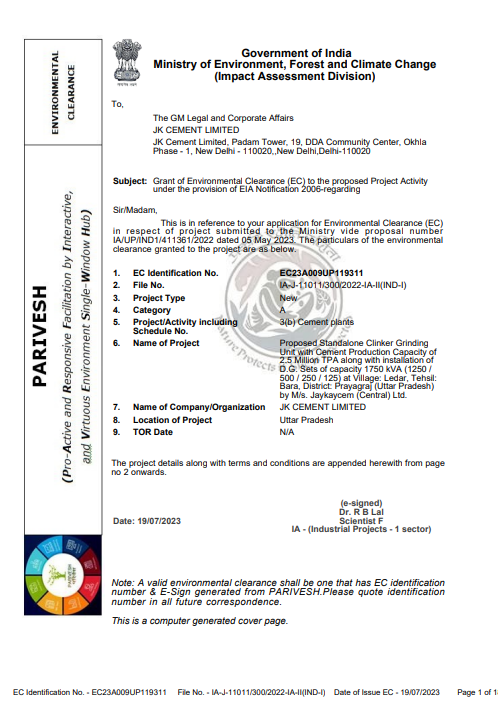 ENVIRONMENTAL
CLEARANCE
PARIVESH
(Pro-Active and Responsive Facilitation by Interactive,
and Virtuous Environment Single-Window Hub)
Government of India
Ministry of Environment, Forest and Climate Change
(Impact Assessment Division)
To,
The GM Legal and Corporate Affairs
JK CEMENT LIMITED
JK Cement Limited, Padam Tower, 19, DDA Community Center, Okhla
Phase - 1, New Delhi - 110020,,New Delhi,Delhi-110020
Subject: Grant of Environmental Clearance (EC) to the proposed Project Activity
under the provision of EIA Notification 2006-regarding
Sir/Madam,
This is in reference to your application for Environmental Clearance (EC)
in respect of project submitted to the Ministry vide proposal number
IA/UP/IND1/411361/2022 dated 05 May 2023. The particulars of the environmental
clearance granted to the project are as below.
1. EC Identification No. EC23A009UP119311
2. File No. IA-J-11011/300/2022-IA-II(IND-I)
3. Project Type New
4. Category A
5. Project/Activity including 3(b) Cement plants
Schedule No.
6. Name of Project Proposed Standalone Clinker Grinding
Unit with Cement Production Capacity of
2.5 Million TPA along with installation of
D.G. Sets of capacity 1750 kVA (1250 /
500 / 250 / 125) at Village: Ledar, Tehsil:
Bara, District: Prayagraj (Uttar Pradesh)
by M/s. Jaykaycem (Central) Ltd.
7. Name of Company/Organization JK CEMENT LIMITED
8. Location of Project Uttar Pradesh
9. TOR Date N/A
The project details along with terms and conditions are appended herewith from page
no 2 onwards.
(e-signed)
Dr. R B Lal
Date: 19/07/2023 Scientist F
IA - (Industrial Projects - 1 sector)
Note: A valid environmental clearance shall be one that has EC identification
number & E-Sign generated from PARIVESH.Please quote identification
number in all future correspondence.
This is a computer generated cover page.
EC Identification No. - EC23A009UP119311 File No. - IA-J-11011/300/2022-IA-II(IND-I) Date of Issue EC - 19/07/2023 Page 1 of 1